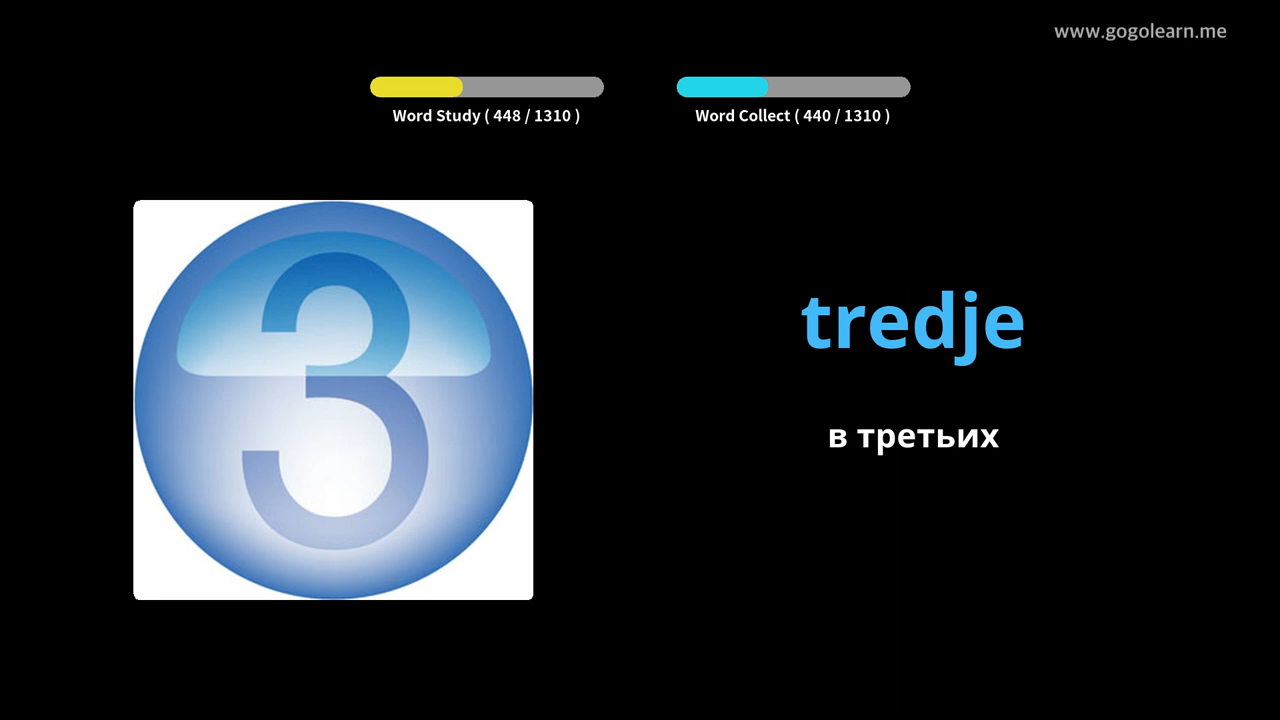 www.gogolearn.me
Word Study ( 448 / 1310 )
Word Collect ( 440 / 1310 )
3
tredje
в третьих